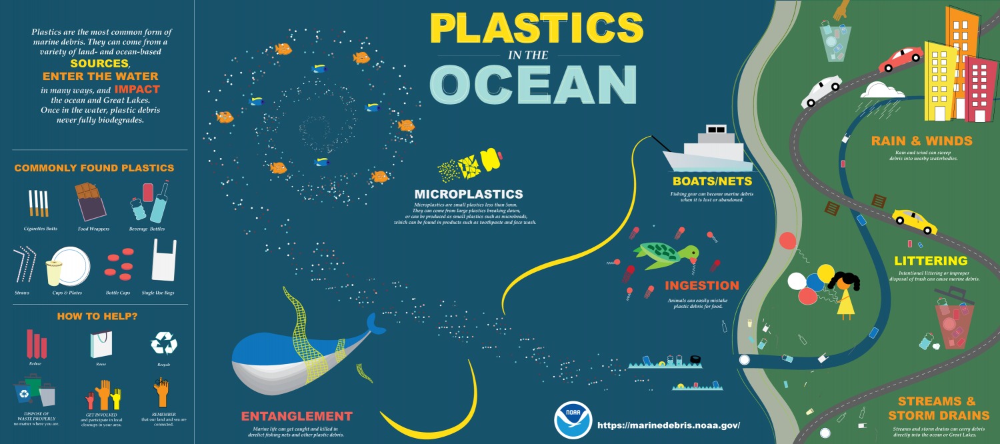 Plastics are the most common form of
marine debris. They can come from a
variety of land- and ocean-based
SOURCES,
ENTER THE WATER
in many ways, and IMPACT
the ocean and Great Lakes.
Once in the water, plastic debris
never fully biodegrades.
COMMONLY FOUND PLASTICS
Cigarettes Butts
Food Wrappers
Beverage Bottles
Straws
Cups & Plates
Bottle Caps
Single Use Bags
HOW TO HELP?
Reduce
Reuse
Recycle
DISPOSE OF
WASTE PROPERLY
no matter where you are.
GET INVOLVED
and participate in local
cleanups in your area.
REMEMBER
that our land and sea are
connected.
PLASTICS
IN THE
OCEAN
MICROPLASTICS
Microplastics are small plastics less than 5mm.
They can come from large plastics breaking down,
or can be produced as small plastics such as microbeads,
which can be found in products such as toothpaste and face wash.
BOATS/NETS
Fishing gear can become marine debris
when it is lost or abandoned.
INGESTION
Animals can easily mistake
plastic debris for food.
ENTANGLEMENT
Marine life can get caught and killed in
derelict fishing nets and other plastic debris.
NOAA
https://marinedebris.noaa.gov/
RAIN & WINDS
Rain and wind can sweep
debris into nearby waterbodies.
LITTERING
Intentional littering or improper
disposal of trash can cause marine debris.
STREAMS &
STORM DRAINS
Streams and storm drains can carry debris
directly into the ocean or Great Lakes.